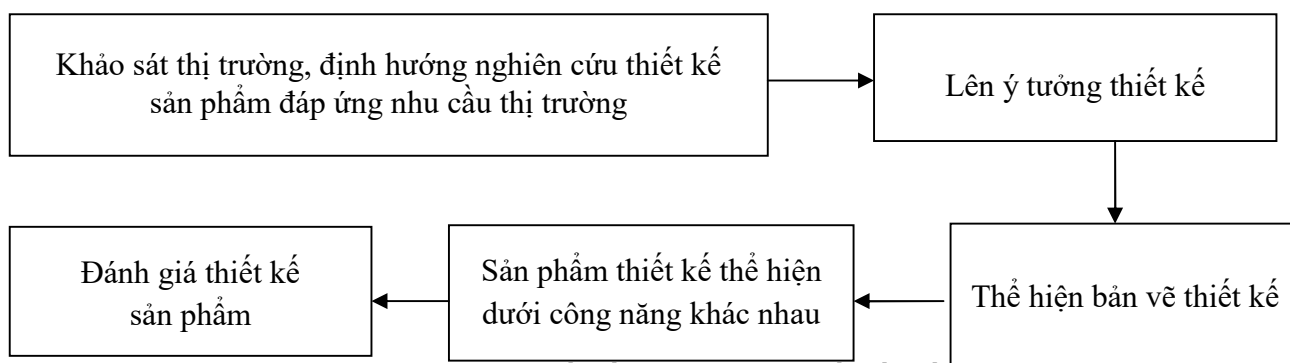 Khảo sát thị trường, định hướng nghiên cứu thiết kế
sản phẩm đáp ứng nhu cầu thị trường
Lên ý tưởng thiết kế
Thể hiện bản vẽ thiết kế
Sản phẩm thiết kế thể hiện
dưới công năng khác nhau
Đánh giá thiết kế
sản phẩm